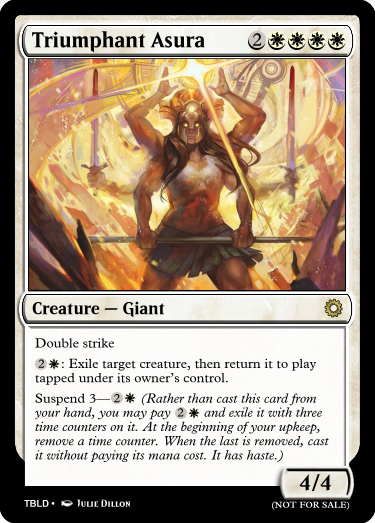 Triumphant Asura 2
Creature — Giant
Double strike
2: Exile target creature, then return it to play
tapped under its owner's control.
Suspend 3—2 (Rather than cast this card from
your hand, you may pay 2 and exile it with three
time counters on it. At the beginning of your upkeep,
remove a time counter. When the last is removed, cast
it without paying its mana cost. It has haste.)
4/4
TBLD • Julie Dillon
(NOT FOR SALE)